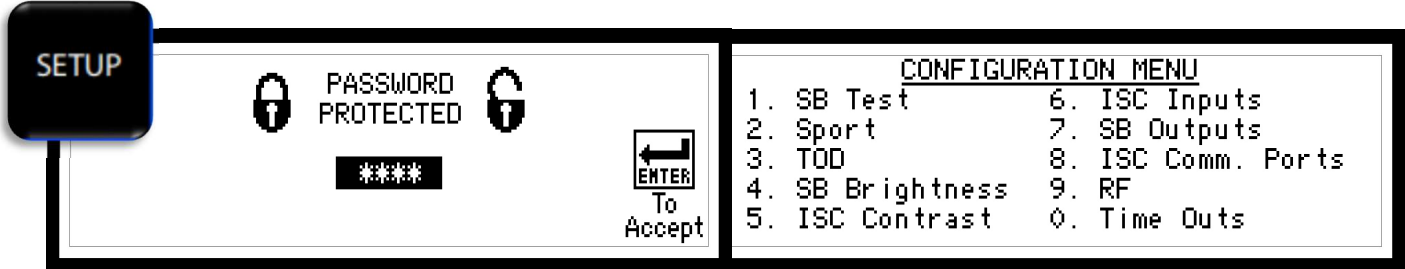 SETUP
PASSWORD
PROTECTED
****
ENTER
To
Accept
CONFIGURATION MENU
1. SB Test
2. Sport
3. TOD
4. SB Brightness
5. ISC Contrast
6. ISC Inputs
7. SB Outputs
8. ISC Comm. Ports
9. RF
0. Time Outs